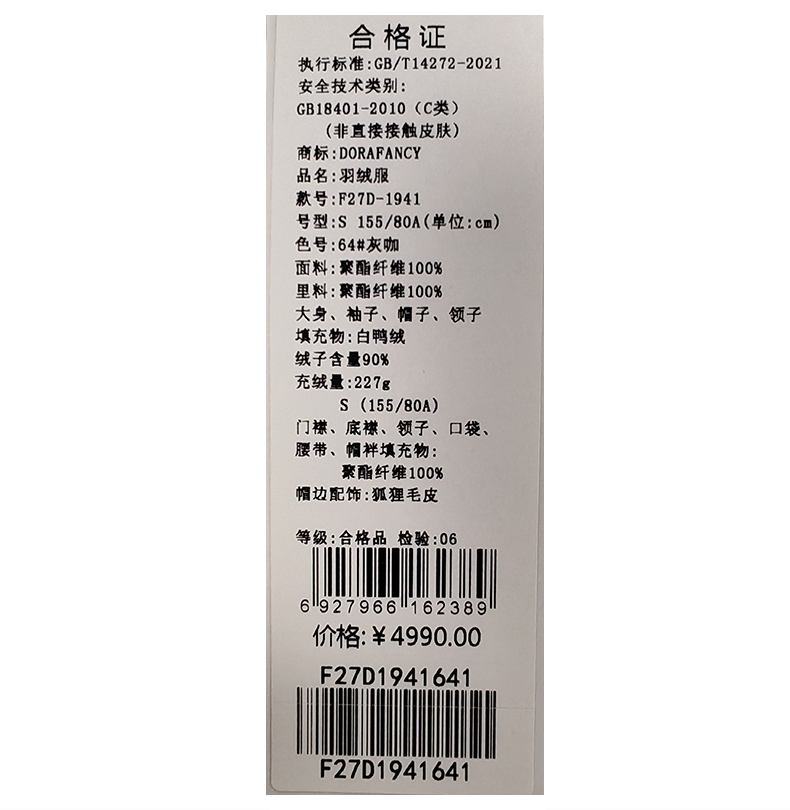 合格证
执行标准:GB/T14272-2021
安全技术类别:
GB18401-2010（C类）
(非直接接触皮肤)
商标:DORAFANCY
品名:羽绒服
款号:F27D-1941
号型:S 155/80A(单位:cm)
色号:64#灰咖
面料:聚酯纤维100%
里料:聚酯纤维100%
大身、袖子、帽子、领子
填充物:白鸭绒
绒子含量90%
充绒量:227g
S (155/80A)
门襟、底襟、领子、口袋、
腰带、帽袢填充物:
聚酯纤维100%
帽边配饰:狐狸毛皮
等级:合格品 检验:06
6 927966 162389
价格:￥4990.00
F27D1941641
F27D1941641